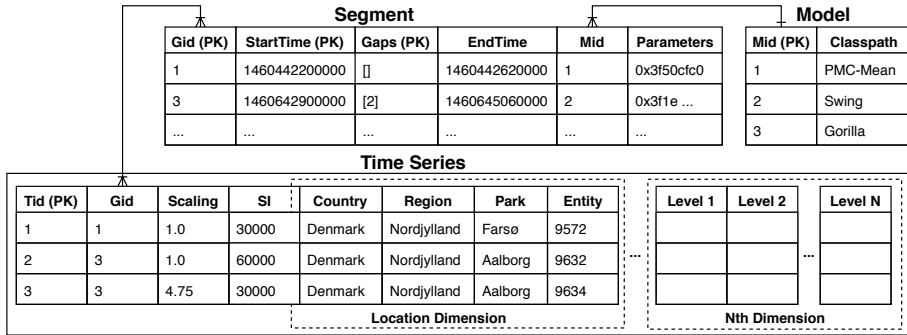 Segment
Model
Gid (PK) StartTime (PK) Gaps (PK) EndTime Mid Parameters
1 1460442200000 [] 1460442620000 1 0x3f50cfc0
3 1460642900000 [2] 1460645060000 2 0x3f1e ...
... ... ... ... ... ...
Mid (PK) Classpath
1 PMC-Mean
2 Swing
3 Gorilla
Time Series
Tid (PK) Gid Scaling SI Country Region Park Entity Level 1 Level 2 Level N
1 1 1.0 30000 Denmark Nordjylland Farsø 9572
2 3 1.0 60000 Denmark Nordjylland Aalborg 9632 ... ...
3 3 4.75 30000 Denmark Nordjylland Aalborg 9634
Location Dimension Nth Dimension